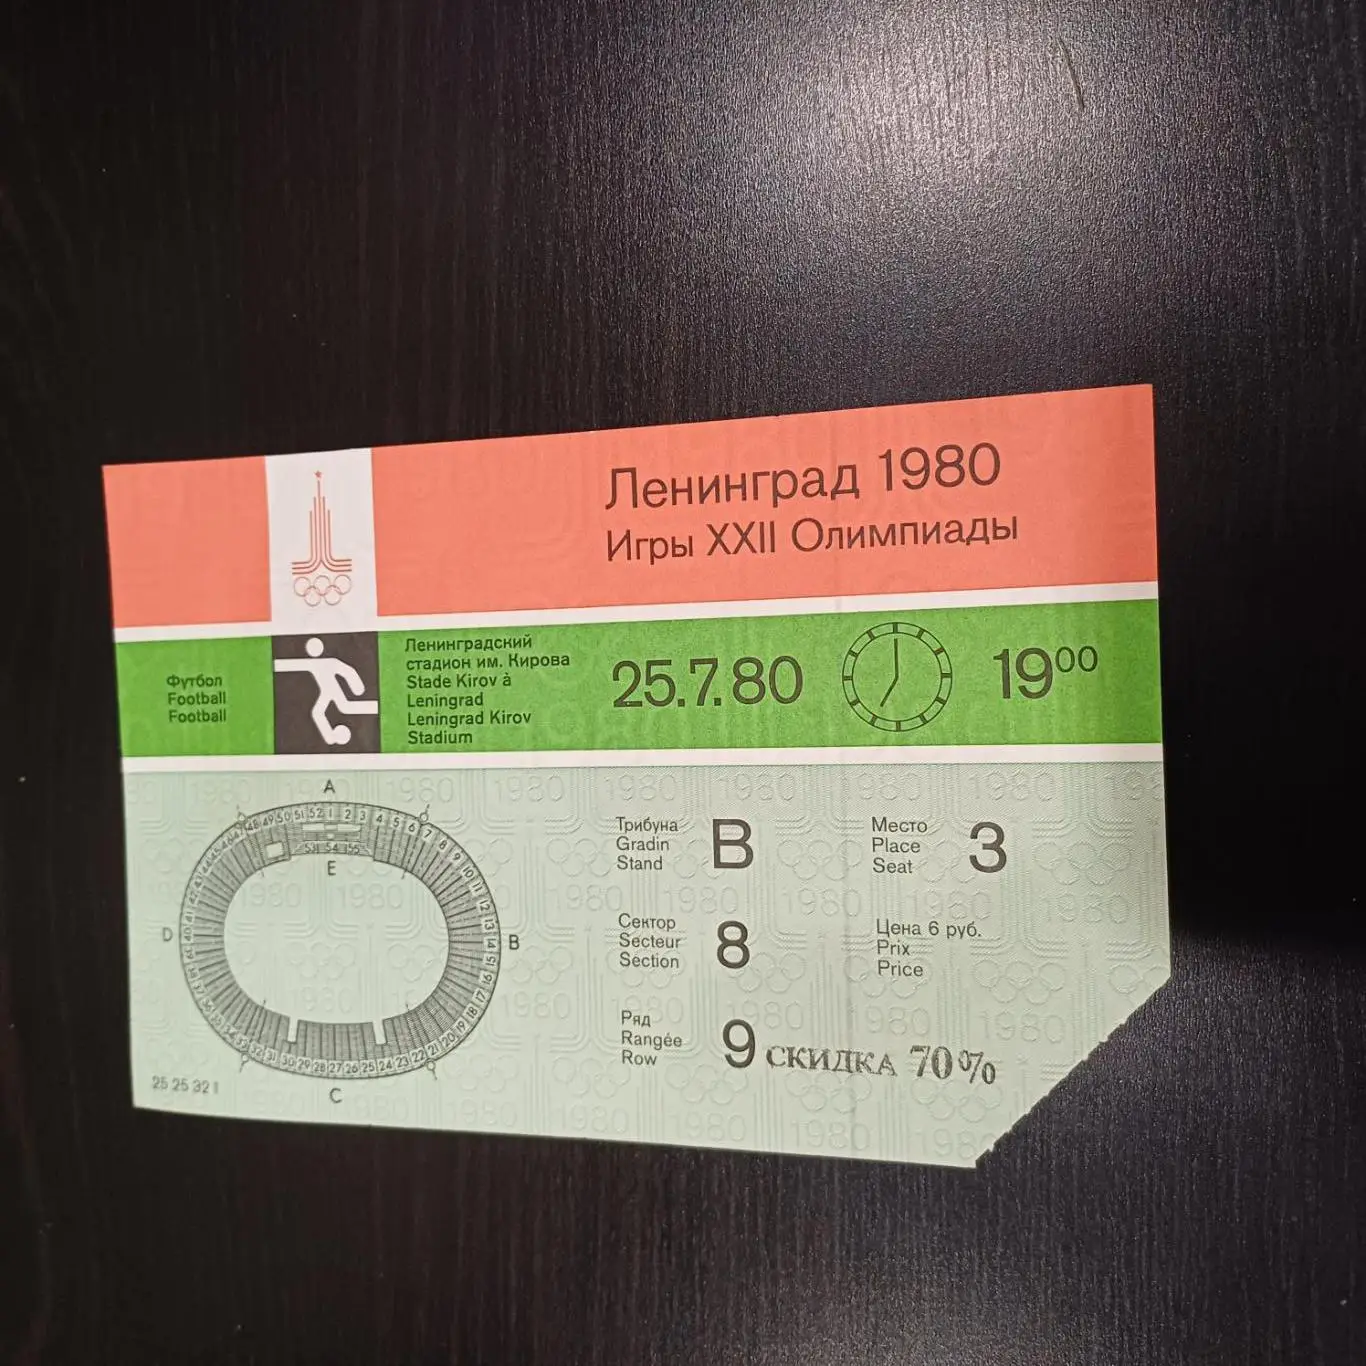 Ленинград 1980
Игры XXII Олимпиады
Футбол
Football
Football
Ленинградский
стадион им. Кирова
Stade Kirov à
Leningrad
Leningrad Kirov
Stadium
25.7.80
19⁰⁰
A
E
D
B
C
25 25 32 1
Трибуна
Gradin
Stand
B
Место
Place
Seat
3
Сектор
Secteur
Section
8
Цена 6 руб.
Prix
Price
Ряд
Rangée
Row
9
СКИДКА 70%